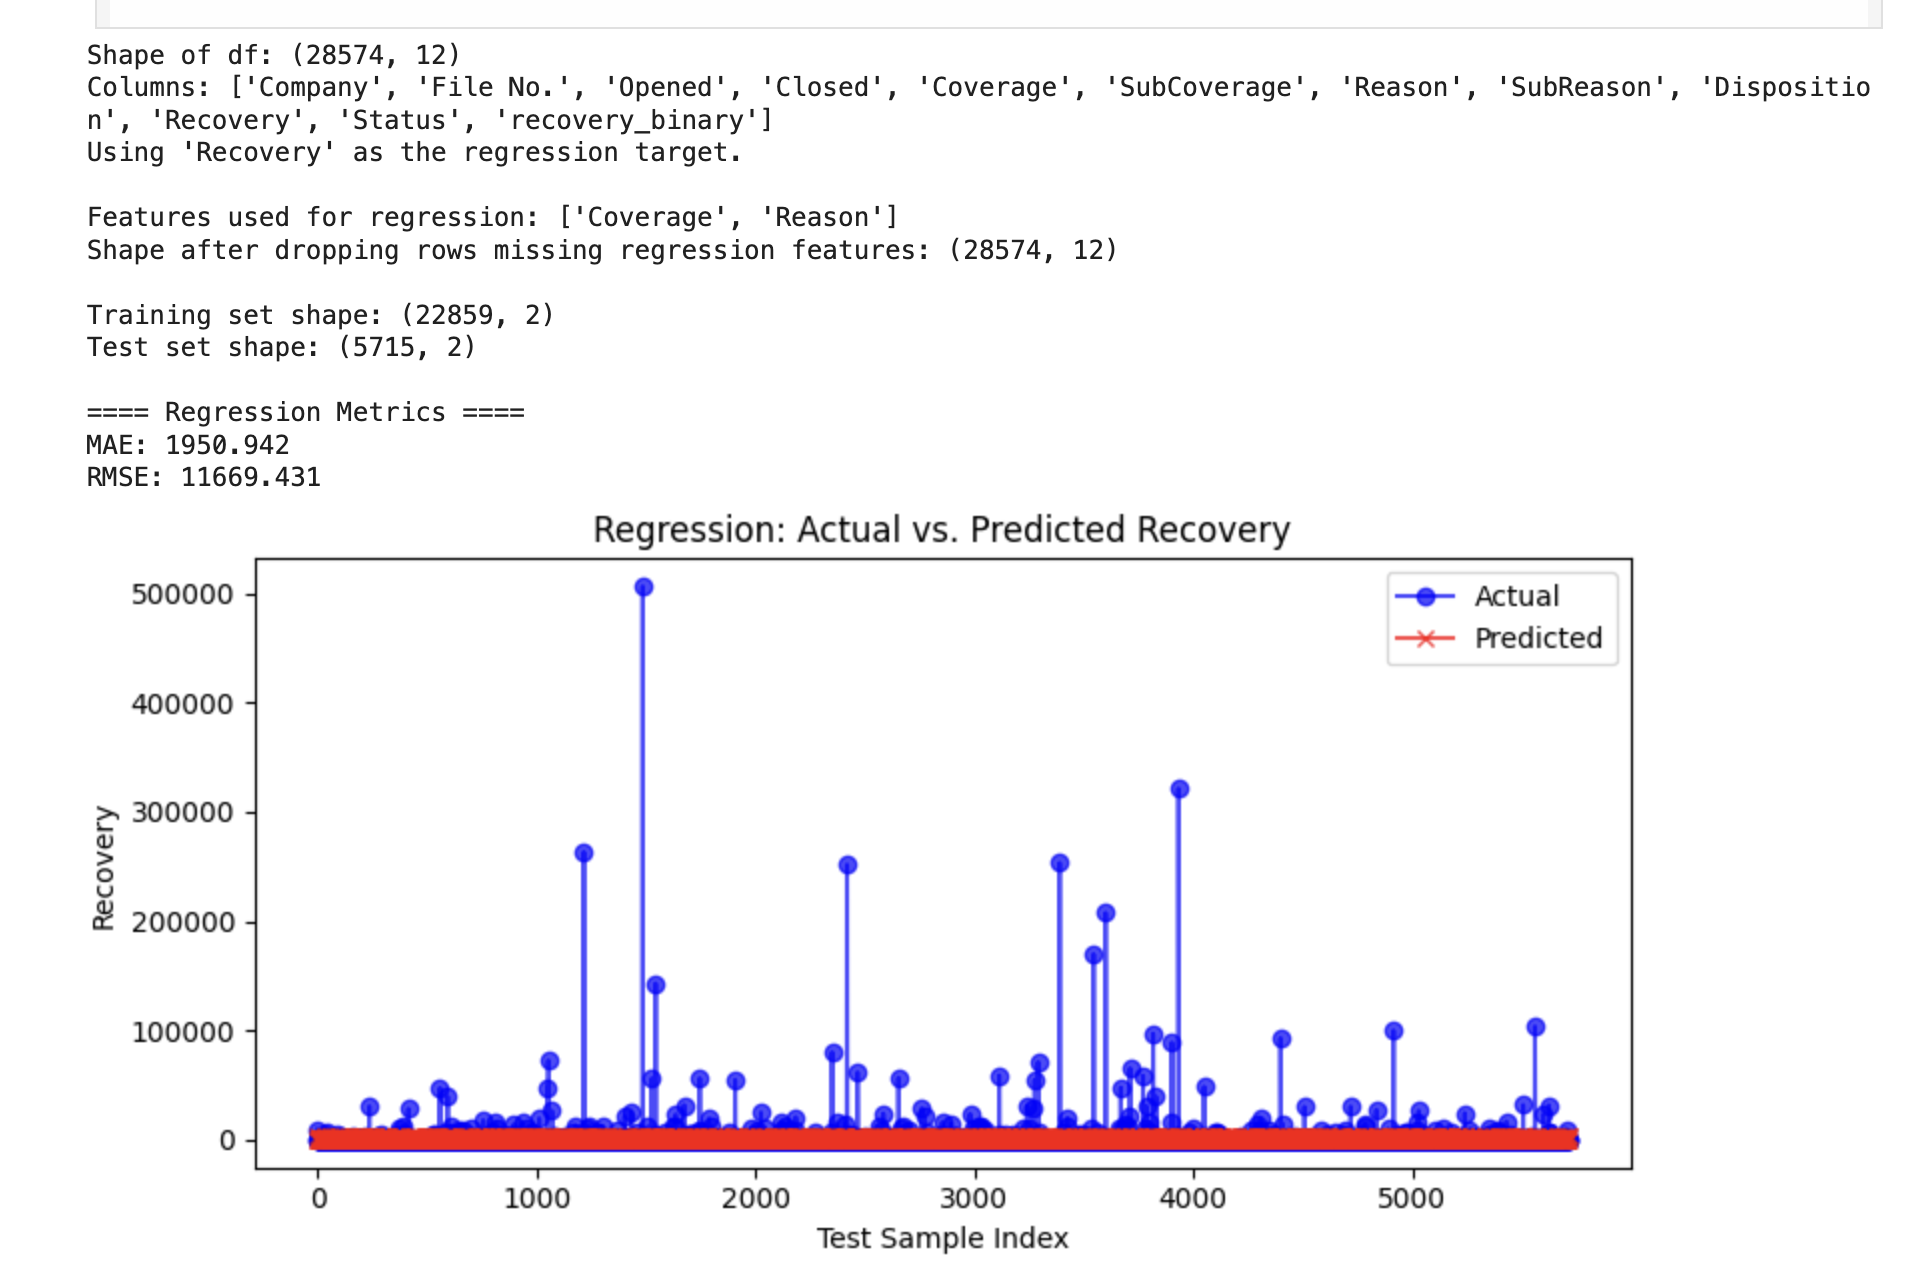 Shape of df: (28574, 12)
Columns: ['Company', 'File No.', 'Opened', 'Closed', 'Coverage', 'SubCoverage', 'Reason', 'SubReason', 'Dispositio
n', 'Recovery', 'Status', 'recovery_binary']
Using 'Recovery' as the regression target.
Features used for regression: ['Coverage', 'Reason']
Shape after dropping rows missing regression features: (28574, 12)
Training set shape: (22859, 2)
Test set shape: (5715, 2)
==== Regression Metrics ====
MAE: 1950.942
RMSE: 11669.431
Regression: Actual vs. Predicted Recovery
Actual
Predicted
500000
400000
300000
200000
100000
0
Recovery
0 1000 2000 3000 4000 5000
Test Sample Index